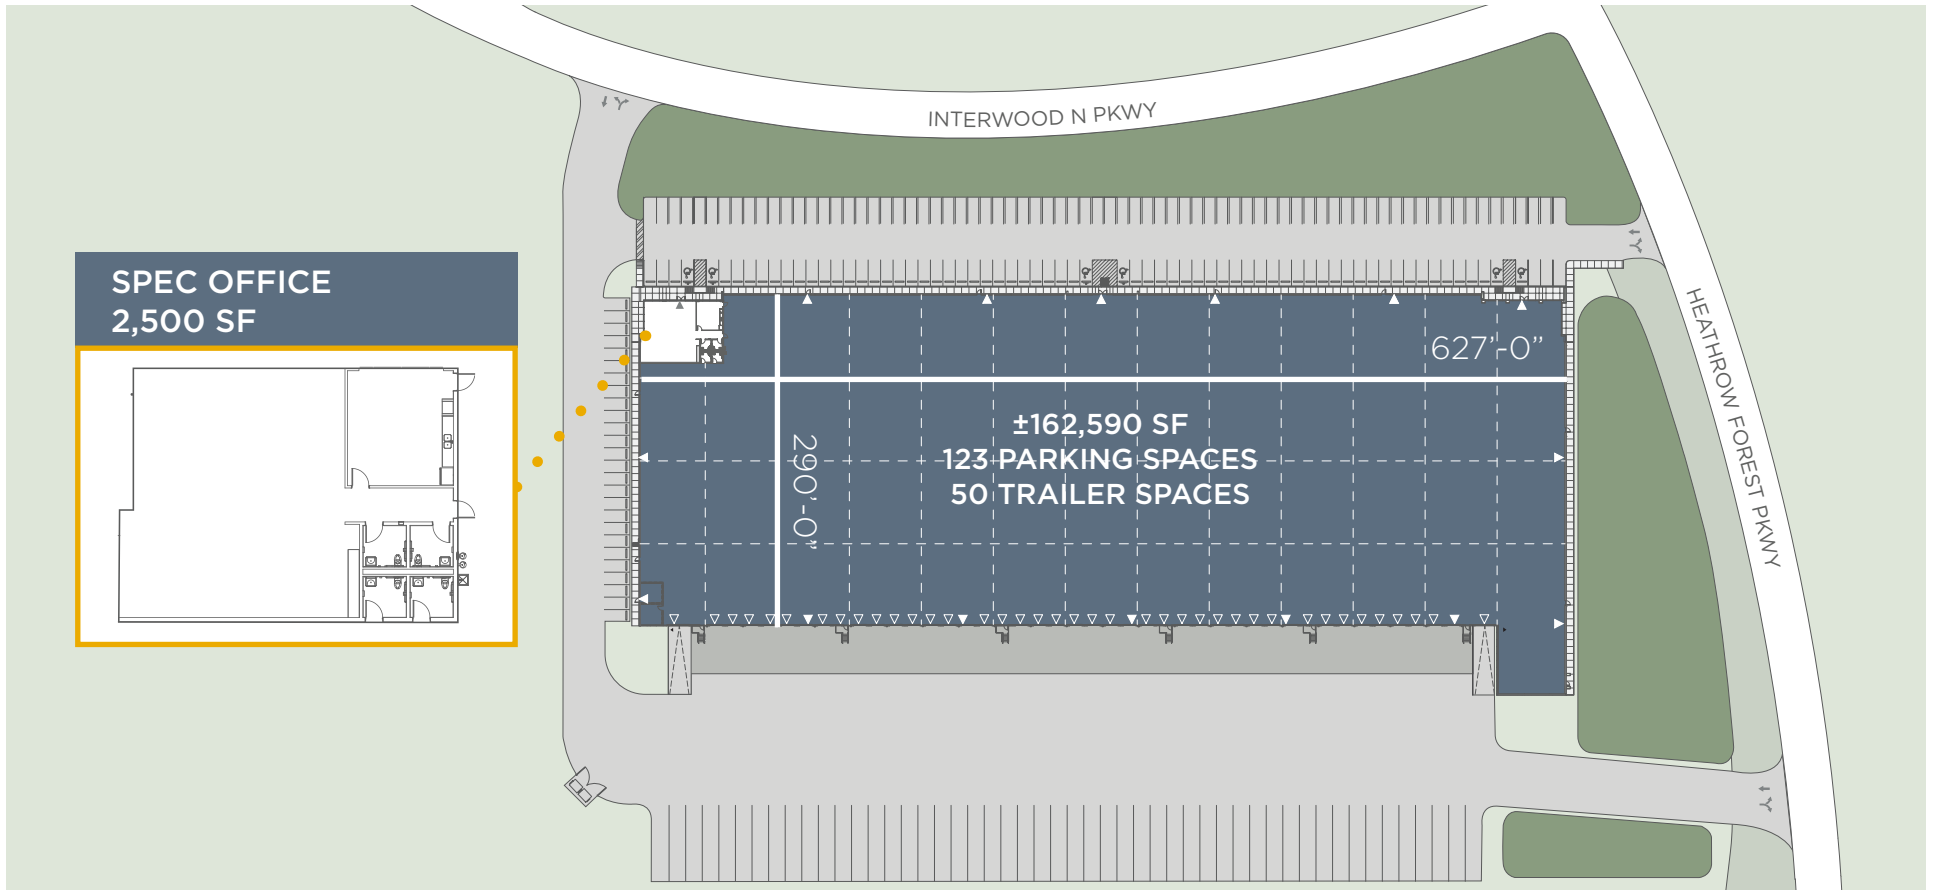 INTERWOOD N PKWY
SPEC OFFICE
2,500 SF
HEATHROW FOREST PKWY
627'-0”
±162,590 SF
123 PARKING SPACES
50 TRAILER SPACES
290'-0”